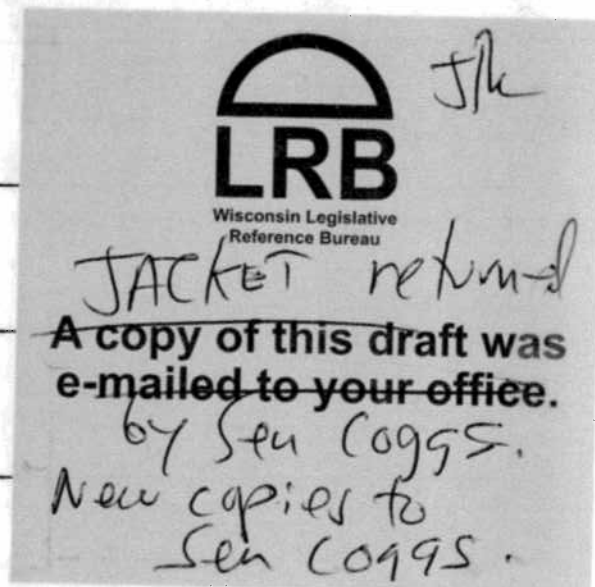 Jlk
LRB
Wisconsin Legislative
Reference Bureau
JACKET returned
A copy of this draft was
e-mailed to your office.
by Sen Coggs.
New copies to
Sen Coggs.